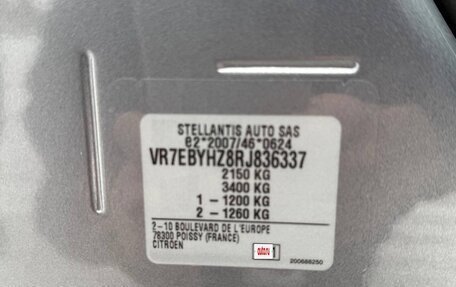 STELLANTIS AUTO SAS
e2*2007/46*0624
VR7EBYHZ8RJ836337
2150 KG
3400 KG
1 - 1200 KG
2 - 1260 KG
2-10 BOULEVARD DE L'EUROPE
78300 POISSY (FRANCE)
CITROEN
1
200688250